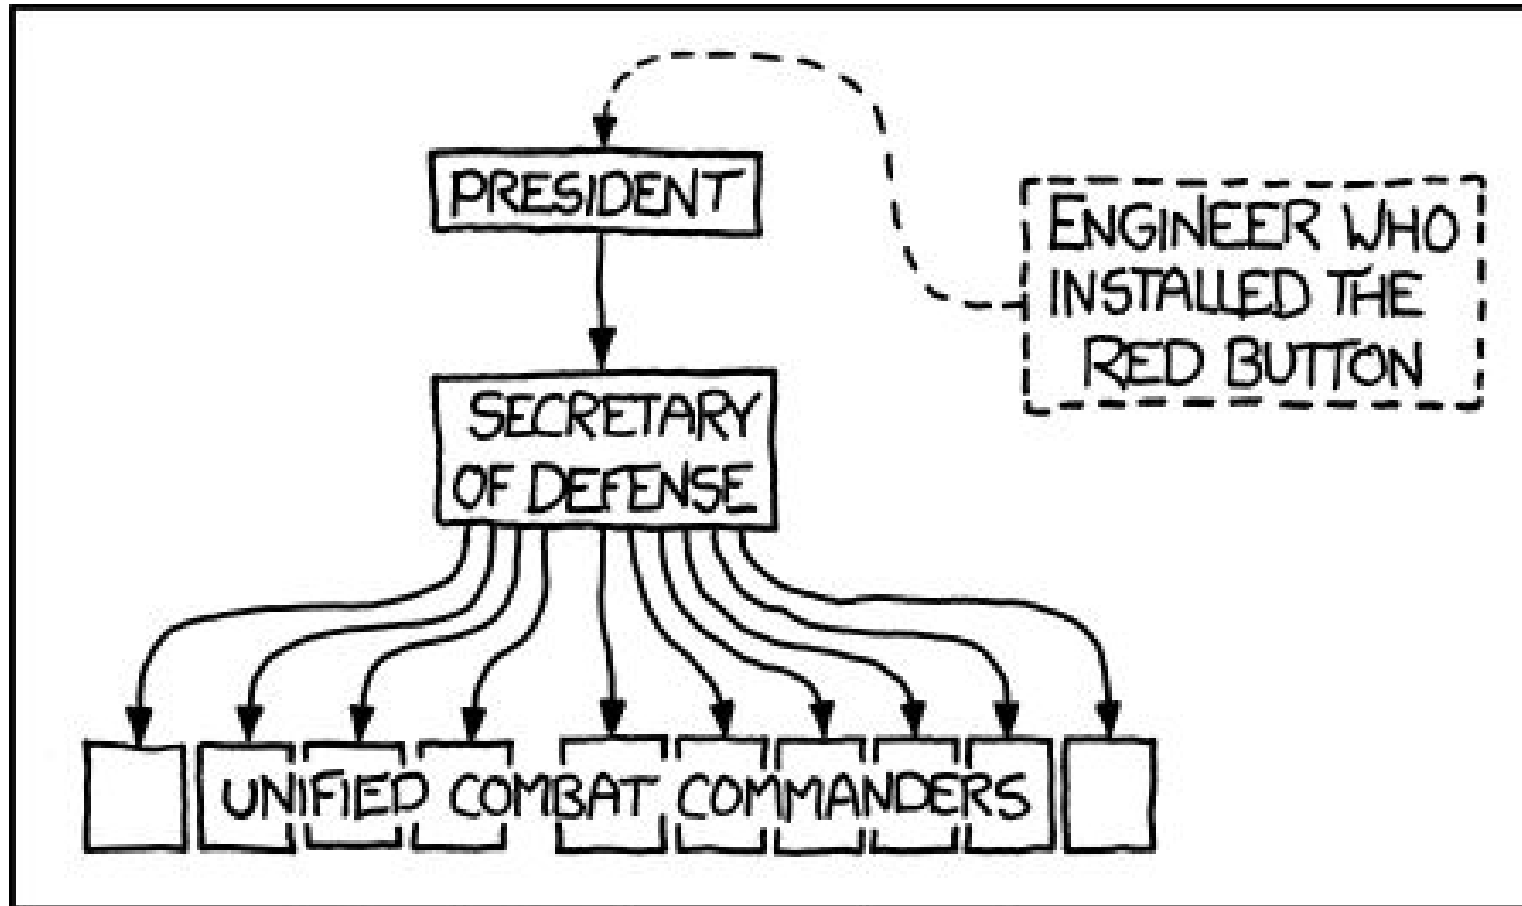 PRESIDENT
ENGINEER WHO
INSTALLED THE
RED BUTTON
SECRETARY
OF DEFENSE
UNIFIED COMBAT COMMANDERS